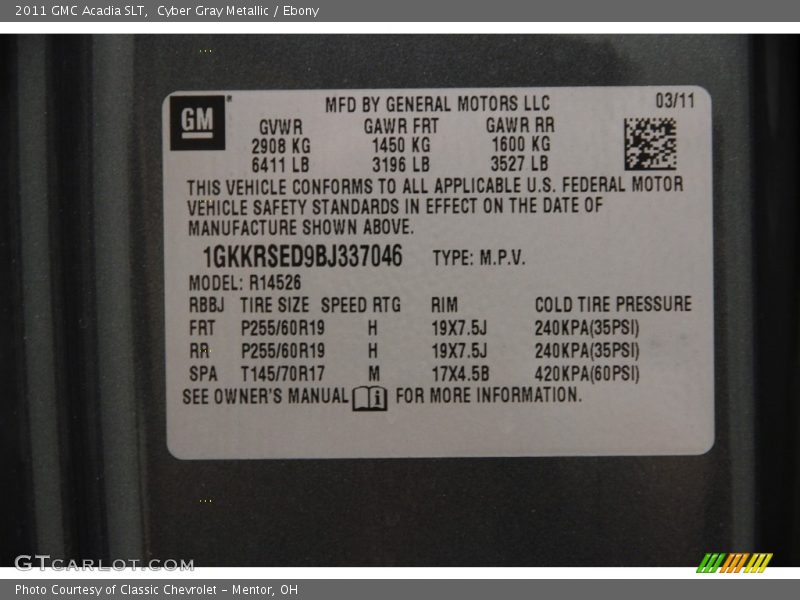 2011 GMC Acadia SLT, Cyber Gray Metallic / Ebony
GM
MFD BY GENERAL MOTORS LLC 03/11
GVWR GAWR FRT GAWR RR
2908 KG 1450 KG 1600 KG
6411 LB 3196 LB 3527 LB
THIS VEHICLE CONFORMS TO ALL APPLICABLE U.S. FEDERAL MOTOR
VEHICLE SAFETY STANDARDS IN EFFECT ON THE DATE OF
MANUFACTURE SHOWN ABOVE.
1GKKRSED9BJ337046 TYPE: M.P.V.
MODEL: R14526
RBBJ TIRE SIZE SPEED RTG RIM COLD TIRE PRESSURE
FRT P255/60R19 H 19X7.5J 240KPA(35PSI)
RR P255/60R19 H 19X7.5J 240KPA(35PSI)
SPA T145/70R17 M 17X4.5B 420KPA(60PSI)
SEE OWNER'S MANUAL i FOR MORE INFORMATION.
GTCARLOT.COM
Photo Courtesy of Classic Chevrolet - Mentor, OH